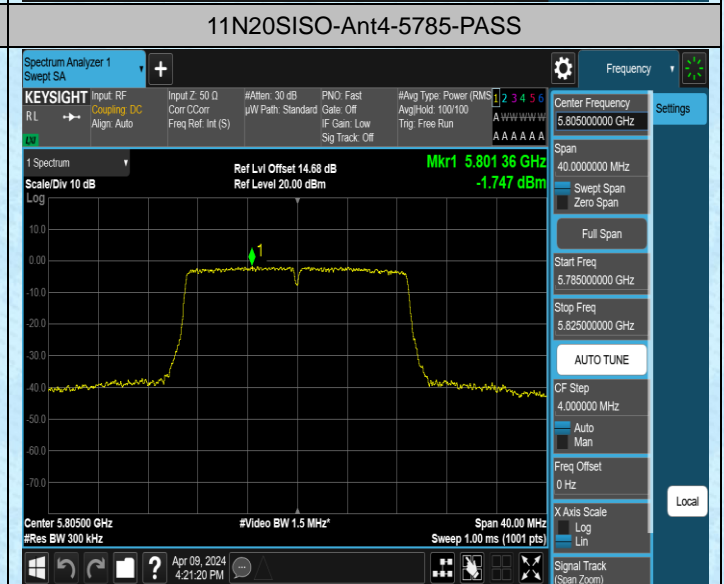 11N20SISO-Ant4-5785-PASS
Spectrum Analyzer 1
Swept SA
+
Frequency
KEYSIGHT
RL
LXI
Input: RF
Coupling: DC
Align: Auto
Input Z: 50 Ω
Corr CCorr
Freq Ref: Int (S)
#Atten: 30 dB
µW Path: Standard
PNO: Fast
Gate: Off
IF Gain: Low
Sig Track: Off
#Avg Type: Power (RMS
Avg|Hold: 100/100
Trig: Free Run
1 2 3 4 5 6
A W W W W W
A A A A A A
Center Frequency
5.805000000 GHz
Settings
1 Spectrum
Scale/Div 10 dB
Log
Ref Lvl Offset 14.68 dB
Ref Level 20.00 dBm
Mkr1 5.801 36 GHz
-1.747 dBm
Span
40.0000000 MHz
Swept Span
Zero Span
Full Span
Start Freq
5.785000000 GHz
Stop Freq
5.825000000 GHz
AUTO TUNE
CF Step
4.000000 MHz
Auto
Man
Freq Offset
0 Hz
X Axis Scale
Log
Lin
Local
Signal Track
(Span Zoom)
10.0
0.00
1
-10.0
-20.0
-30.0
-40.0
-50.0
-60.0
-70.0
Center 5.80500 GHz
#Res BW 300 kHz
#Video BW 1.5 MHz*
Span 40.00 MHz
Sweep 1.00 ms (1001 pts)
?
Apr 09, 2024
4:21:20 PM